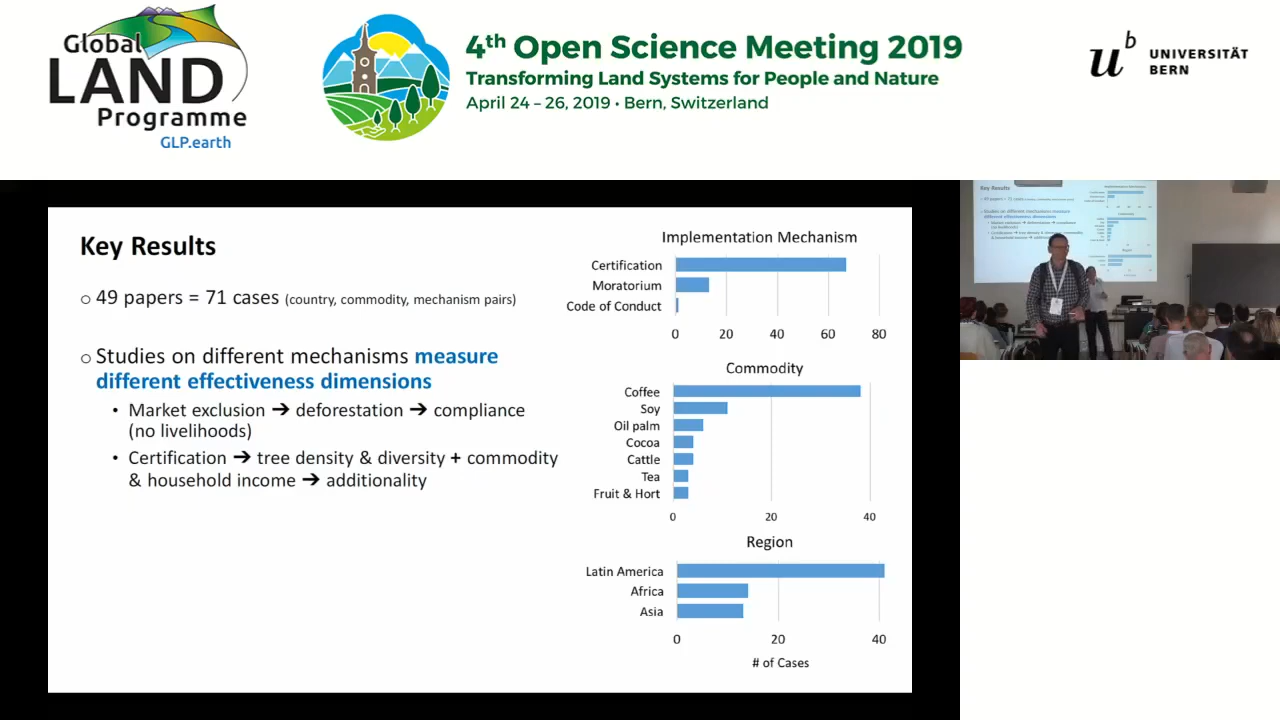 Global
LAND
Programme
GLP.earth
4th Open Science Meeting 2019
Transforming Land Systems for People and Nature
April 24 – 26, 2019 • Bern, Switzerland
u^b
UNIVERSITÄT
BERN
Key Results
○ 49 papers = 71 cases (country, commodity, mechanism pairs)
○ Studies on different mechanisms measure
different effectiveness dimensions
• Market exclusion ➔ deforestation ➔ compliance
(no livelihoods)
• Certification ➔ tree density & diversity + commodity
& household income ➔ additionality
Implementation Mechanism
Certification
Moratorium
Code of Conduct
0 20 40 60 80
Commodity
Coffee
Soy
Oil palm
Cocoa
Cattle
Tea
Fruit & Hort
0 20 40
Region
Latin America
Africa
Asia
0 20 40
# of Cases
Key Results